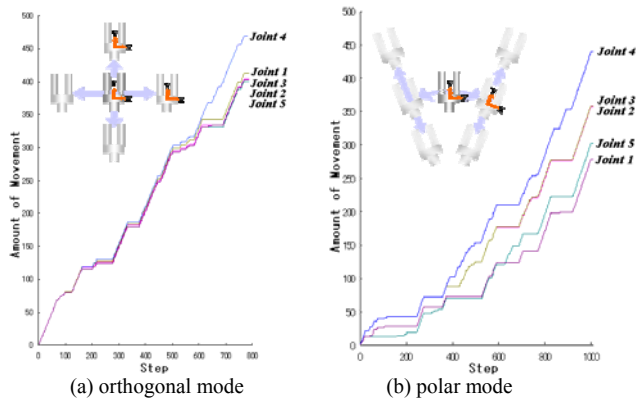 500
450
400
350
300
250
200
150
100
50
0
Amount of Movement
0 100 200 300 400 500 600 700 800
Step
Joint 4
Joint 1
Joint 3
Joint 2
Joint 5
(a) orthogonal mode
500
450
400
350
300
250
200
150
100
50
0
Amount of Movement
0 200 400 600 800 1000
Step
Joint 4
Joint 3
Joint 2
Joint 5
Joint 1
(b) polar mode